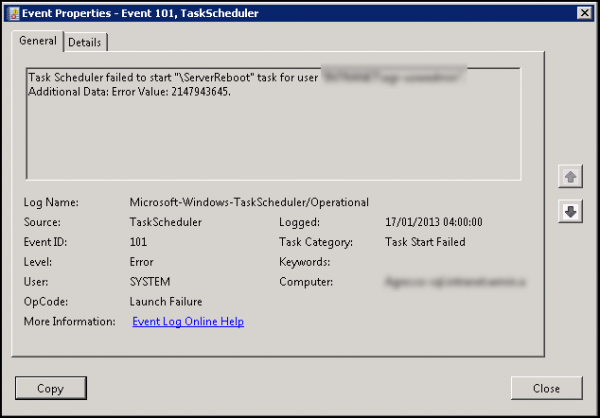 Event Properties - Event 101, TaskScheduler
General
Details
Task Scheduler failed to start "\ServerReboot" task for user
Additional Data: Error Value: 2147943645.
Log Name: Microsoft-Windows-TaskScheduler/Operational
Source: TaskScheduler Logged: 17/01/2013 04:00:00
Event ID: 101 Task Category: Task Start Failed
Level: Error Keywords:
User: SYSTEM Computer:
OpCode: Launch Failure
More Information: Event Log Online Help
Copy
Close